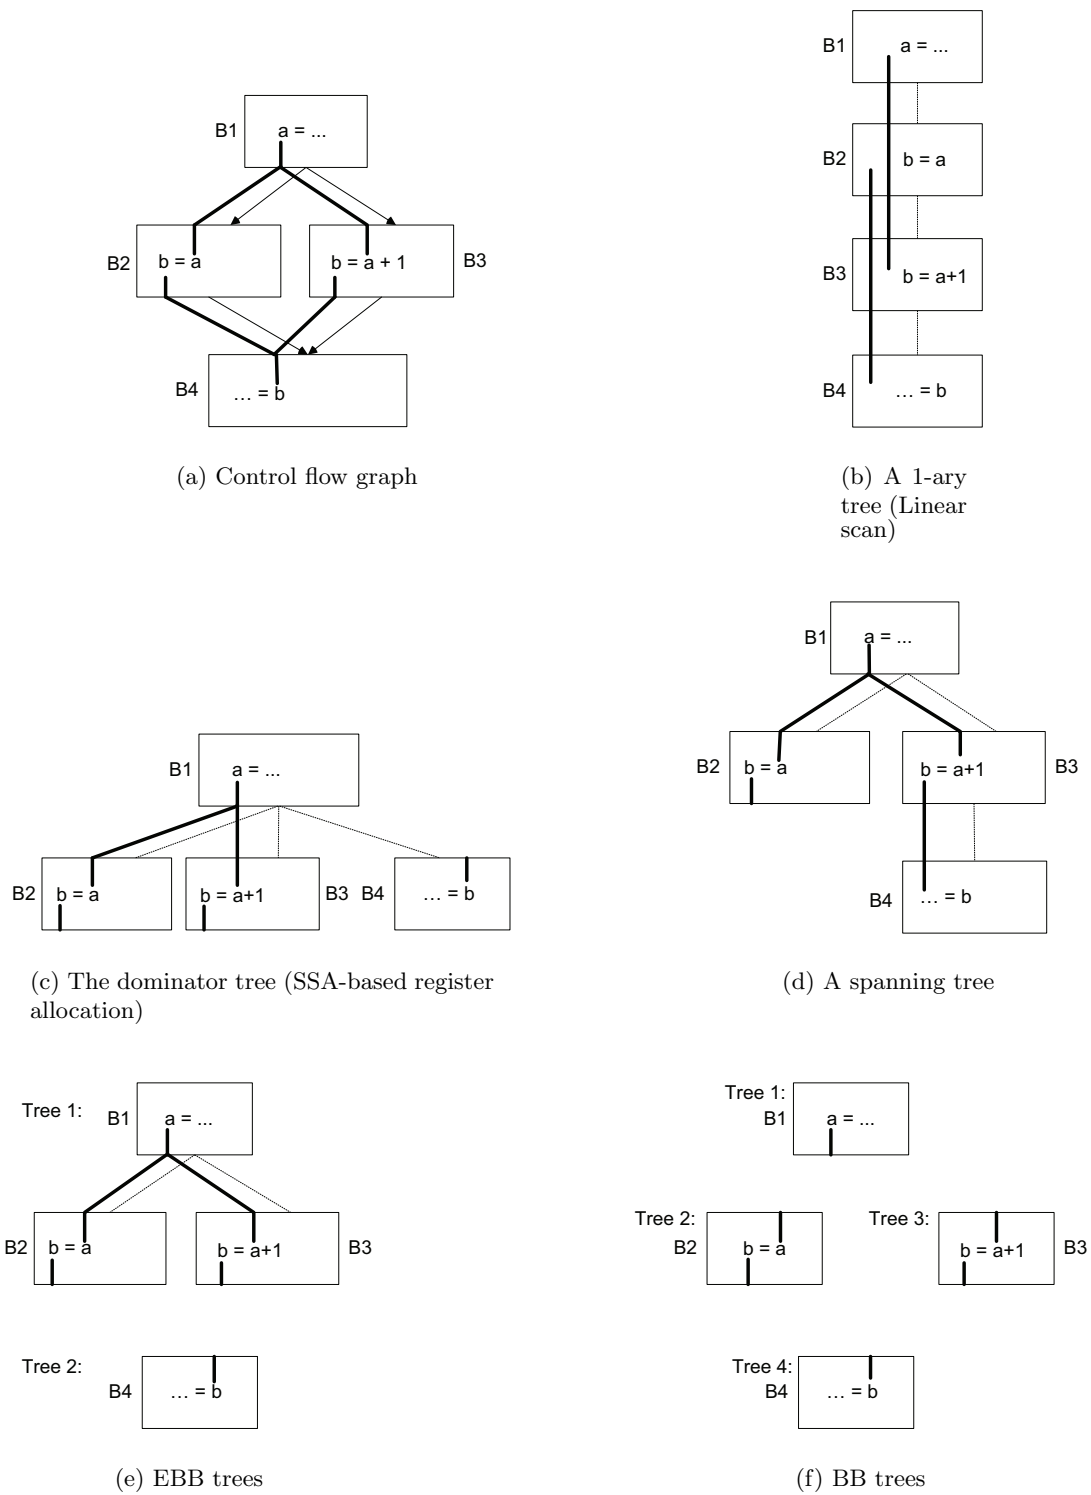 B1
a = ...
B2
b = a
b = a + 1
B3
B4
… = b
(a) Control flow graph
B1
a = ...
B2
b = a
B3
b = a+1
B4
… = b
(b) A 1-ary
tree (Linear
scan)
B1
a = ...
B2
b = a
b = a+1
B3
B4
… = b
(c) The dominator tree (SSA-based register
allocation)
B1
a = ...
B2
b = a
b = a+1
B3
B4
… = b
(d) A spanning tree
Tree 1:
B1
a = ...
B2
b = a
b = a+1
B3
Tree 2:
B4
… = b
(e) EBB trees
Tree 1:
B1
a = ...
Tree 2:
B2
b = a
Tree 3:
b = a+1
B3
Tree 4:
B4
… = b
(f) BB trees